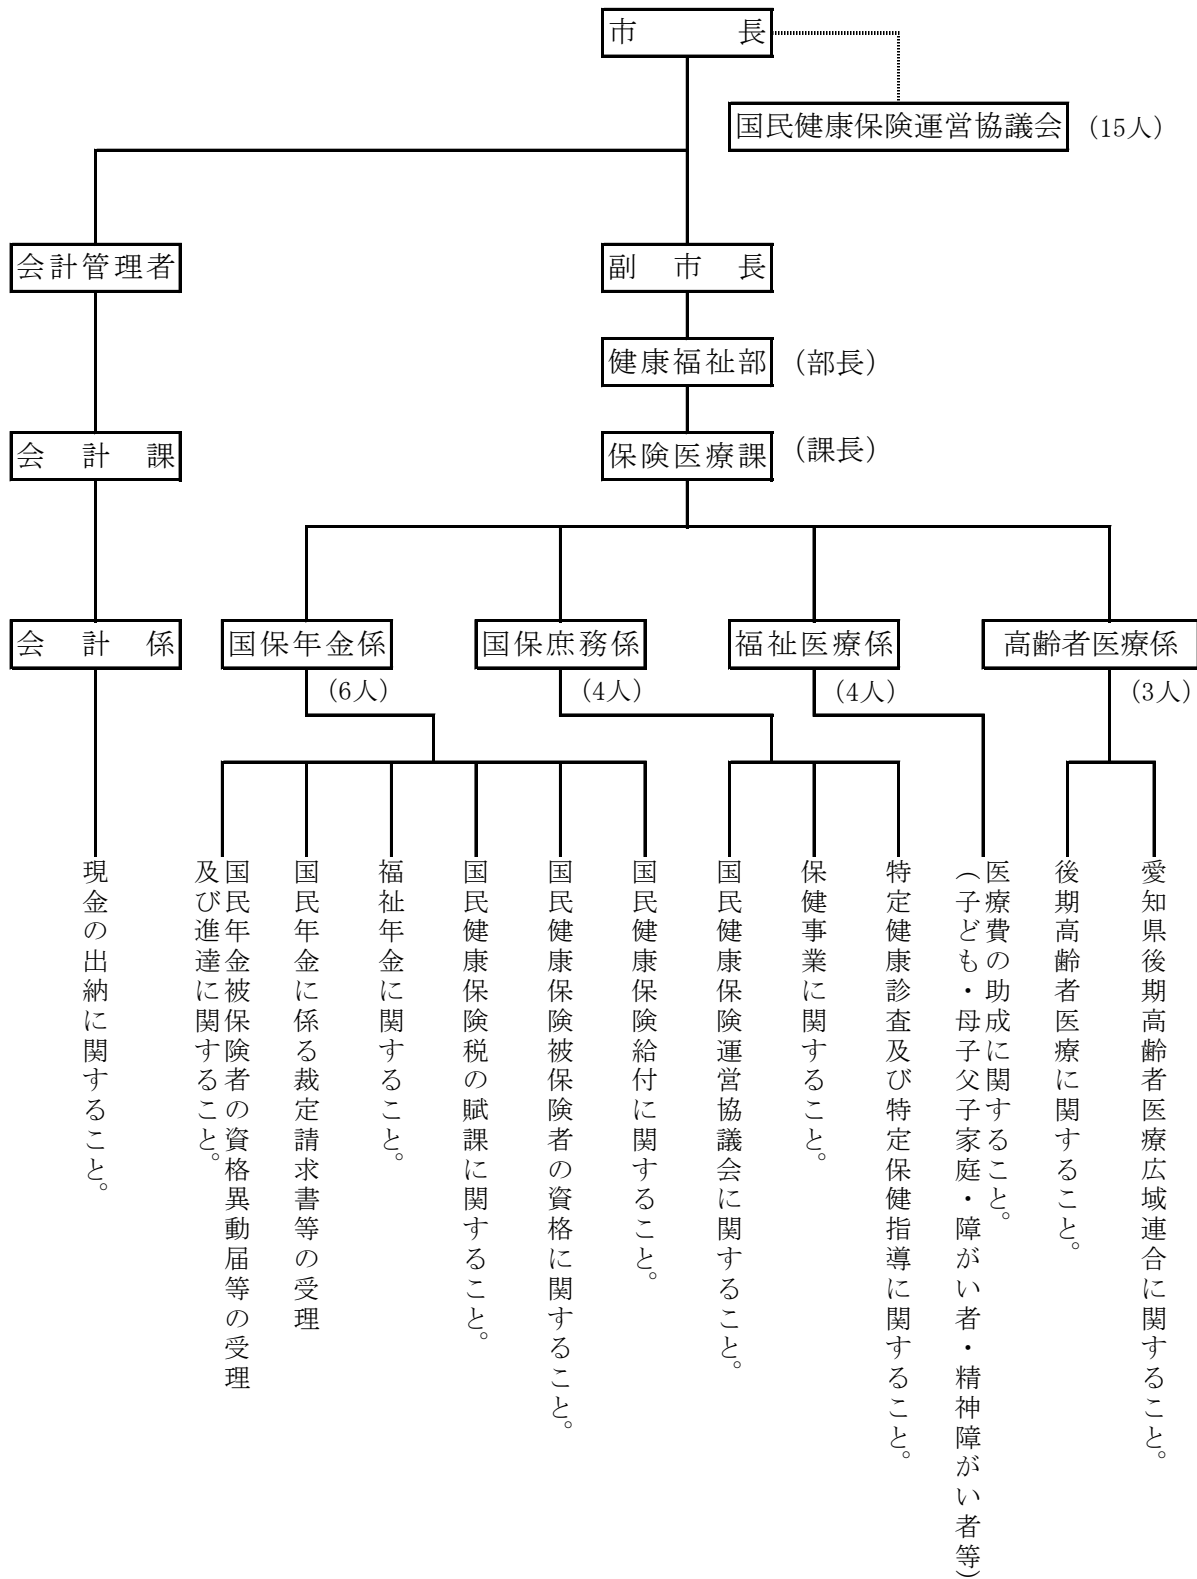 市長
国民健康保険運営協議会 (15人)
会計管理者
副市長
健康福祉部 (部長)
会計課
保険医療課 (課長)
会計係
国保年金係
国保庶務係
福祉医療係
高齢者医療係
(6人)
(4人)
(4人)
(3人)
現金の出納に関すること。
国民年金被保険者の資格異動届等の受理
及び進達に関すること。
国民年金に係る裁定請求書等の受理
福祉年金に関すること。
国民健康保険税の賦課に関すること。
国民健康保険被保険者の資格に関すること。
国民健康保険給付に関すること。
国民健康保険運営協議会に関すること。
保健事業に関すること。
特定健康診査及び特定保健指導に関すること。
医療費の助成に関すること。
(子ども・母子父子家庭・障がい者・精神障がい者等)
後期高齢者医療に関すること。
愛知県後期高齢者医療広域連合に関すること。